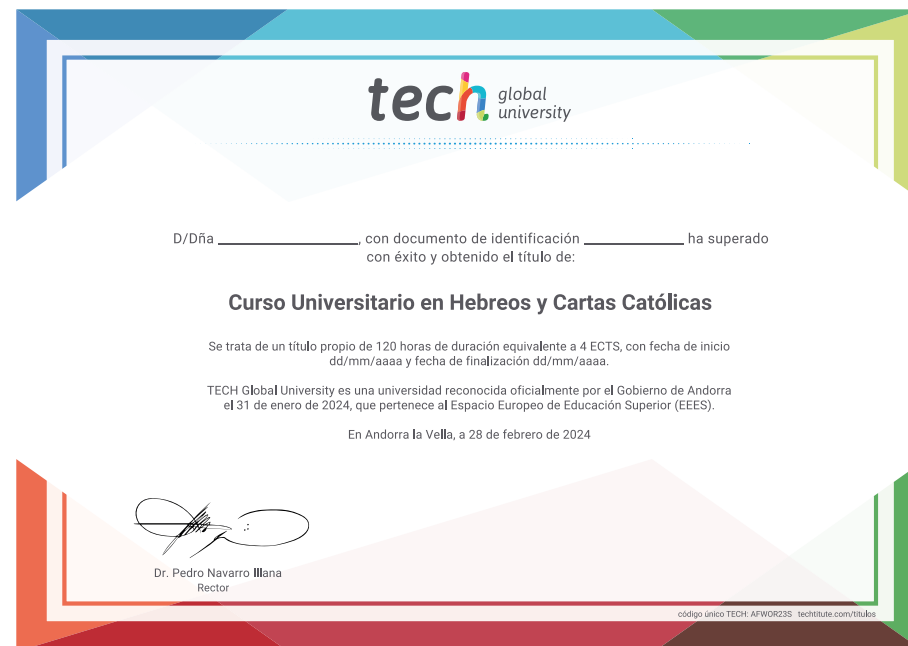 tech global university
D/Dña ______________, con documento de identificación __________ ha superado
con éxito y obtenido el título de:
Curso Universitario en Hebreos y Cartas Católicas
Se trata de un título propio de 120 horas de duración equivalente a 4 ECTS, con fecha de inicio
dd/mm/aaaa y fecha de finalización dd/mm/aaaa.
TECH Global University es una universidad reconocida oficialmente por el Gobierno de Andorra
el 31 de enero de 2024, que pertenece al Espacio Europeo de Educación Superior (EEES).
En Andorra la Vella, a 28 de febrero de 2024
Dr. Pedro Navarro Illana
Rector
código único TECH: AFWOR23S techtitute.com/titulos